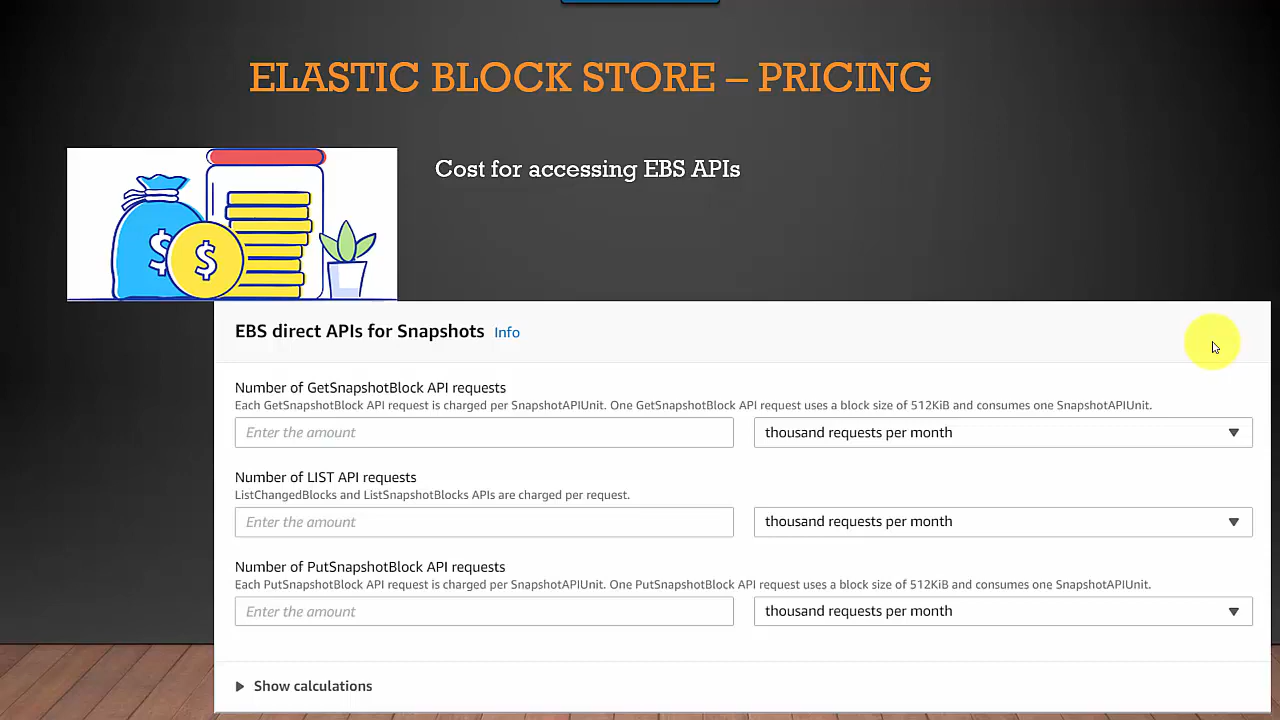 ELASTIC BLOCK STORE – PRICING
Cost for accessing EBS APIs
$
$
EBS direct APIs for Snapshots Info
Number of GetSnapshotBlock API requests
Each GetSnapshotBlock API request is charged per SnapshotAPIUnit. One GetSnapshotBlock API request uses a block size of 512KiB and consumes one SnapshotAPIUnit.
Enter the amount thousand requests per month
Number of LIST API requests
ListChangedBlocks and ListSnapshotBlocks APIs are charged per request.
Enter the amount thousand requests per month
Number of PutSnapshotBlock API requests
Each PutSnapshotBlock API request is charged per SnapshotAPIUnit. One PutSnapshotBlock API request uses a block size of 512KiB and consumes one SnapshotAPIUnit.
Enter the amount thousand requests per month
Show calculations